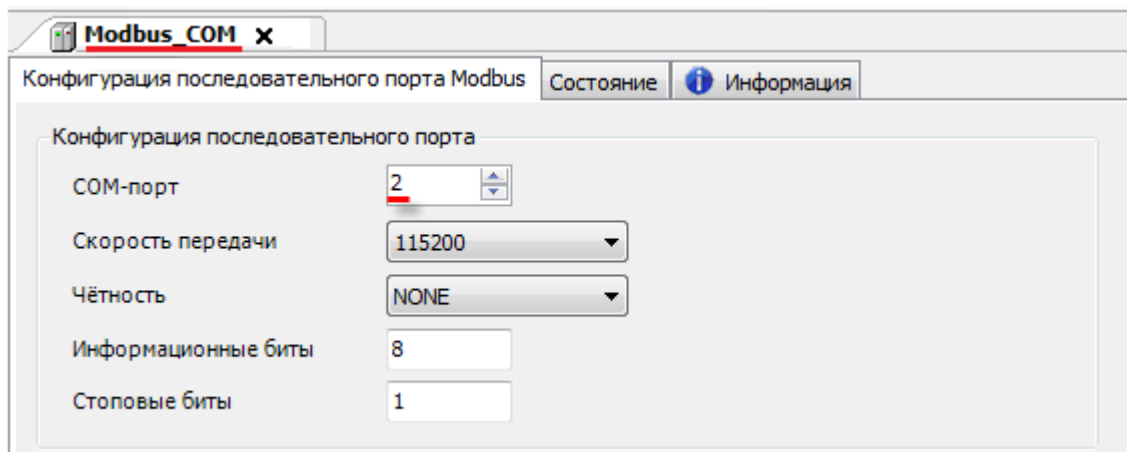 Modbus_COM x
Конфигурация последовательного порта Modbus Состояние Информация
Конфигурация последовательного порта
COM-порт 2
Скорость передачи 115200
Чётность NONE
Информационные биты 8
Стоповые биты 1